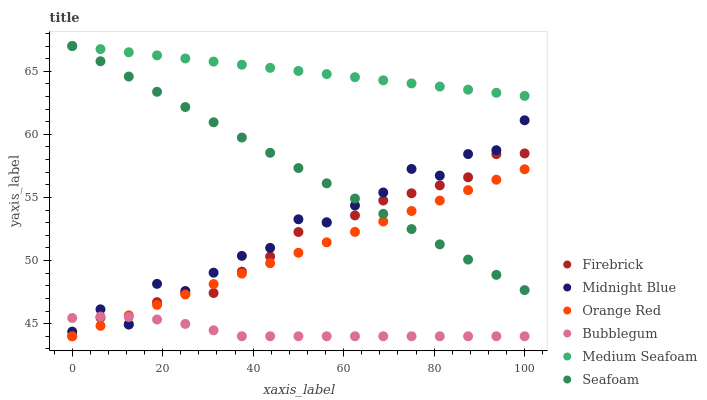 title
yaxis_label
65
60
55
50
45
0
20
40
60
80
100
xaxis_label
Firebrick
Midnight Blue
Orange Red
Bubblegum
Medium Seafoam
Seafoam